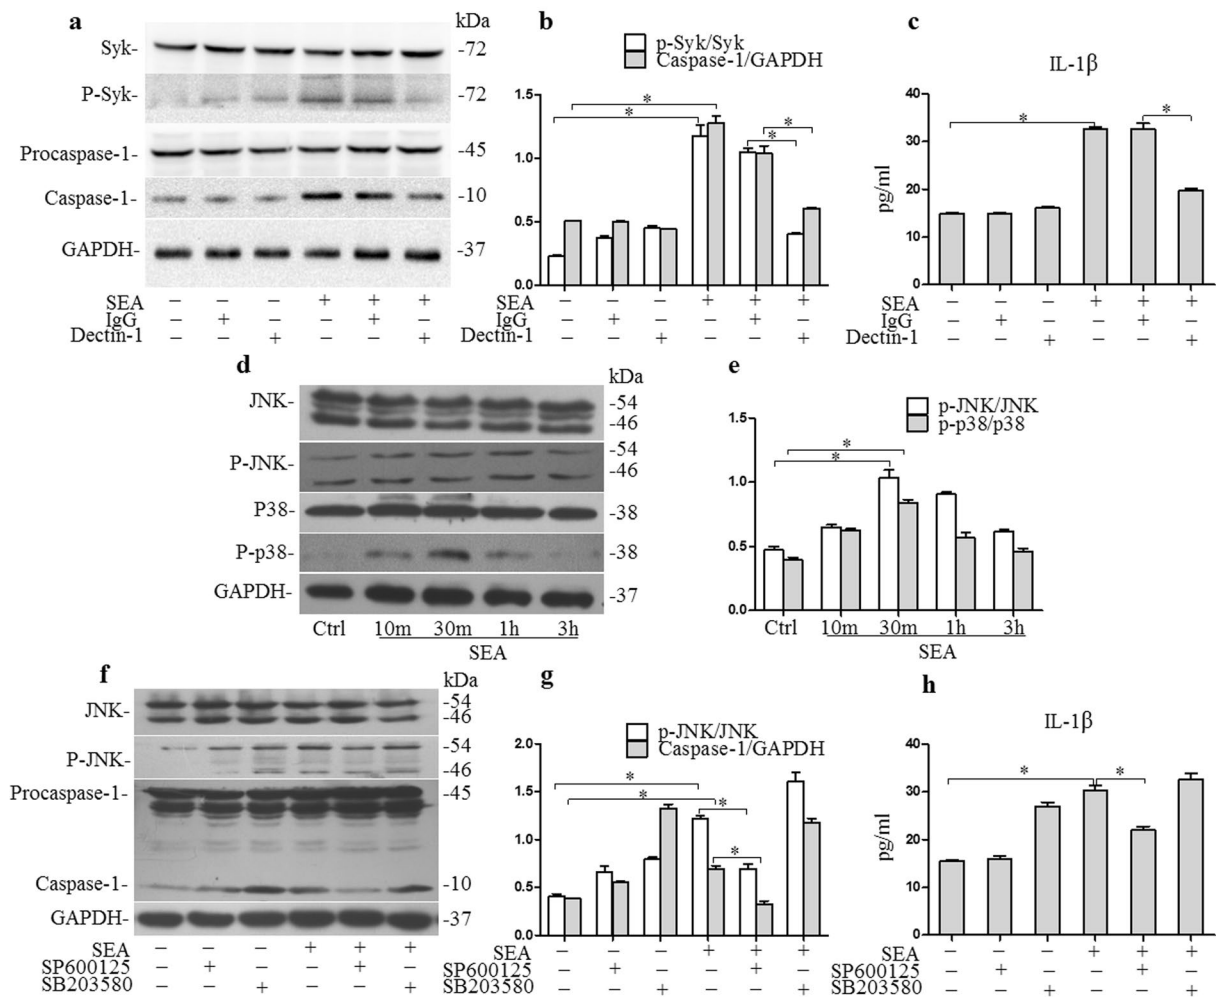 a
kDa
Syk- -72
P-Syk- -72
Procaspase-1- -45
Caspase-1- -10
GAPDH- -37
SEA − − − + + +
IgG − + − − + −
Dectin-1 − − + − − +
b
p-Syk/Syk
Caspase-1/GAPDH
1.5
1.0
0.5
0.0
* * * *
SEA − − − + + +
IgG − + − − + −
Dectin-1 − − + − − +
c
IL-1β
pg/ml
40
30
20
10
0
* *
SEA − − − + + +
IgG − + − − + −
Dectin-1 − − + − − +
d
kDa
JNK- -54
-46
P-JNK- -54
-46
P38- -38
P-p38- -38
GAPDH- -37
Ctrl 10m 30m 1h 3h
SEA
e
p-JNK/JNK
p-p38/p38
1.5
1.0
0.5
0.0
* *
Ctrl 10m 30m 1h 3h
SEA
f
kDa
JNK- -54
-46
P-JNK- -54
-46
Procaspase-1- -45
Caspase-1- -10
GAPDH- -37
SEA − − − + + +
SP600125 − + − − + −
SB203580 − − + − − +
g
p-JNK/JNK
Caspase-1/GAPDH
2.0
1.5
1.0
0.5
0.0
* * * *
SEA − − − + + +
SP600125 − + − − + −
SB203580 − − + − − +
h
IL-1β
pg/ml
40
30
20
10
0
* *
SEA − − − + + +
SP600125 − + − − + −
SB203580 − − + − − +